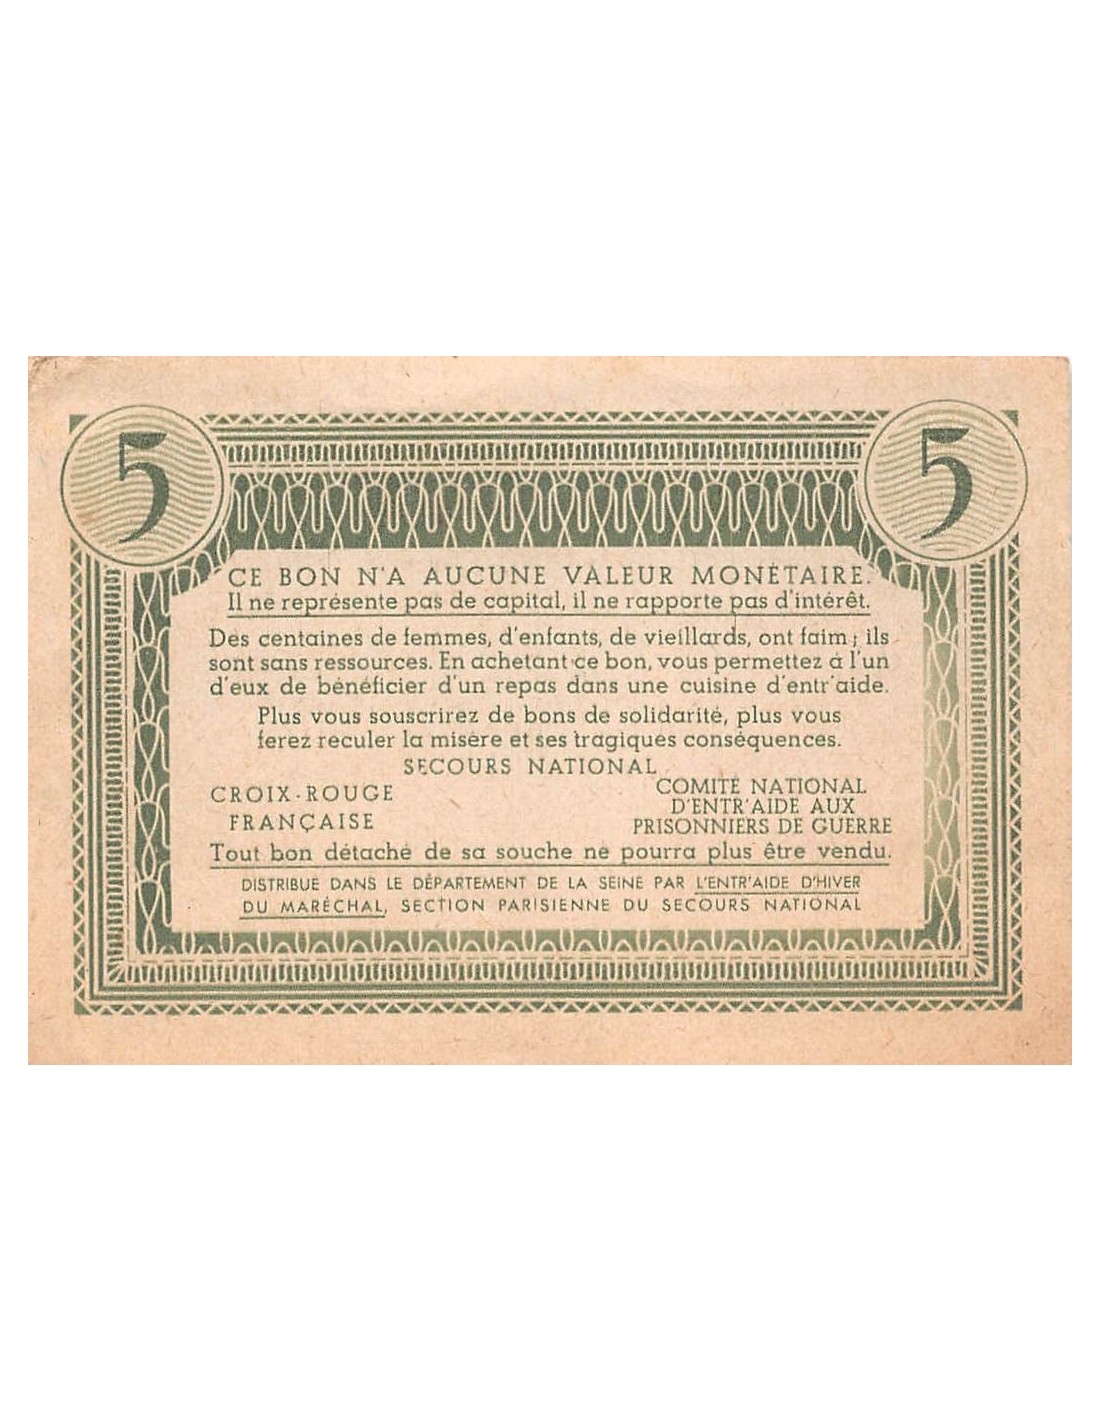 5 5
CE BON N'A AUCUNE VALEUR MONÉTAIRE.
Il ne représente pas de capital, il ne rapporte pas d'intérêt.
Des centaines de femmes, d'enfants, de vieillards, ont faim ; ils
sont sans ressources. En achetant ce bon, vous permettez à l'un
d'eux de bénéficier d'un repas dans une cuisine d'entr'aide.
Plus vous souscrirez de bons de solidarité, plus vous
ferez reculer la misère et ses tragiques conséquences.
SECOURS NATIONAL
CROIX-ROUGE
FRANÇAISE
COMITÉ NATIONAL
D'ENTR'AIDE AUX
PRISONNIERS DE GUERRE
Tout bon détaché de sa souche ne pourra plus être vendu.
DISTRIBUÉ DANS LE DÉPARTEMENT DE LA SEINE PAR L'ENTR'AIDE D'HIVER
DU MARÉCHAL, SECTION PARISIENNE DU SECOURS NATIONAL